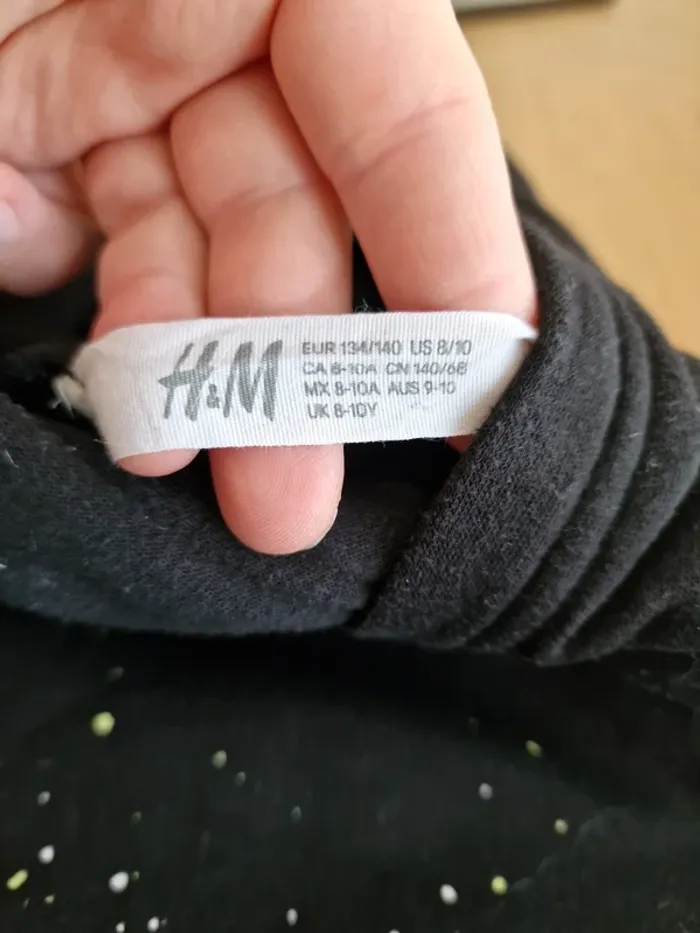 H&M
EUR 134/140 US 8/10
CA 8-10A CN 140/68
MX 8-10A AUS 9-10
UK 8-10Y